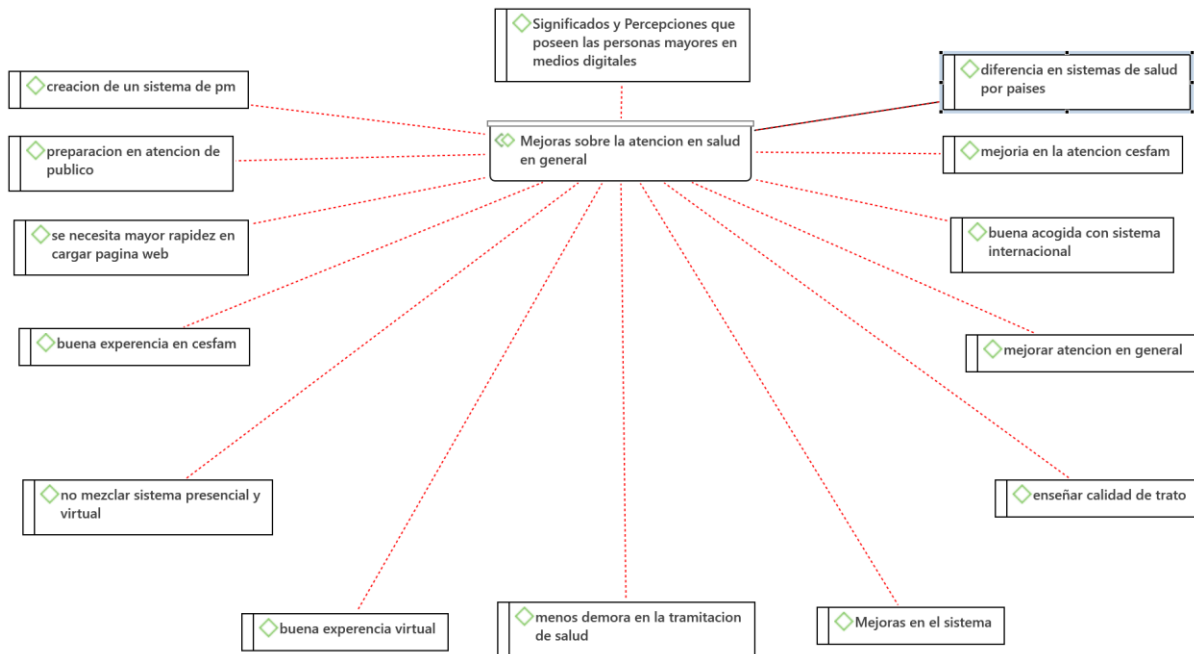 Significados y Percepciones que
poseen las personas mayores en
medios digitales
creacion de un sistema de pm
diferencia en sistemas de salud
por paises
Mejoras sobre la atencion en salud
en general
preparacion en atencion de
publico
mejoria en la atencion cesfam
se necesita mayor rapidez en
cargar pagina web
buena acogida con sistema
internacional
buena experencia en cesfam
mejorar atencion en general
no mezclar sistema presencial y
virtual
enseñar calidad de trato
buena experencia virtual
menos demora en la tramitacion
de salud
Mejoras en el sistema